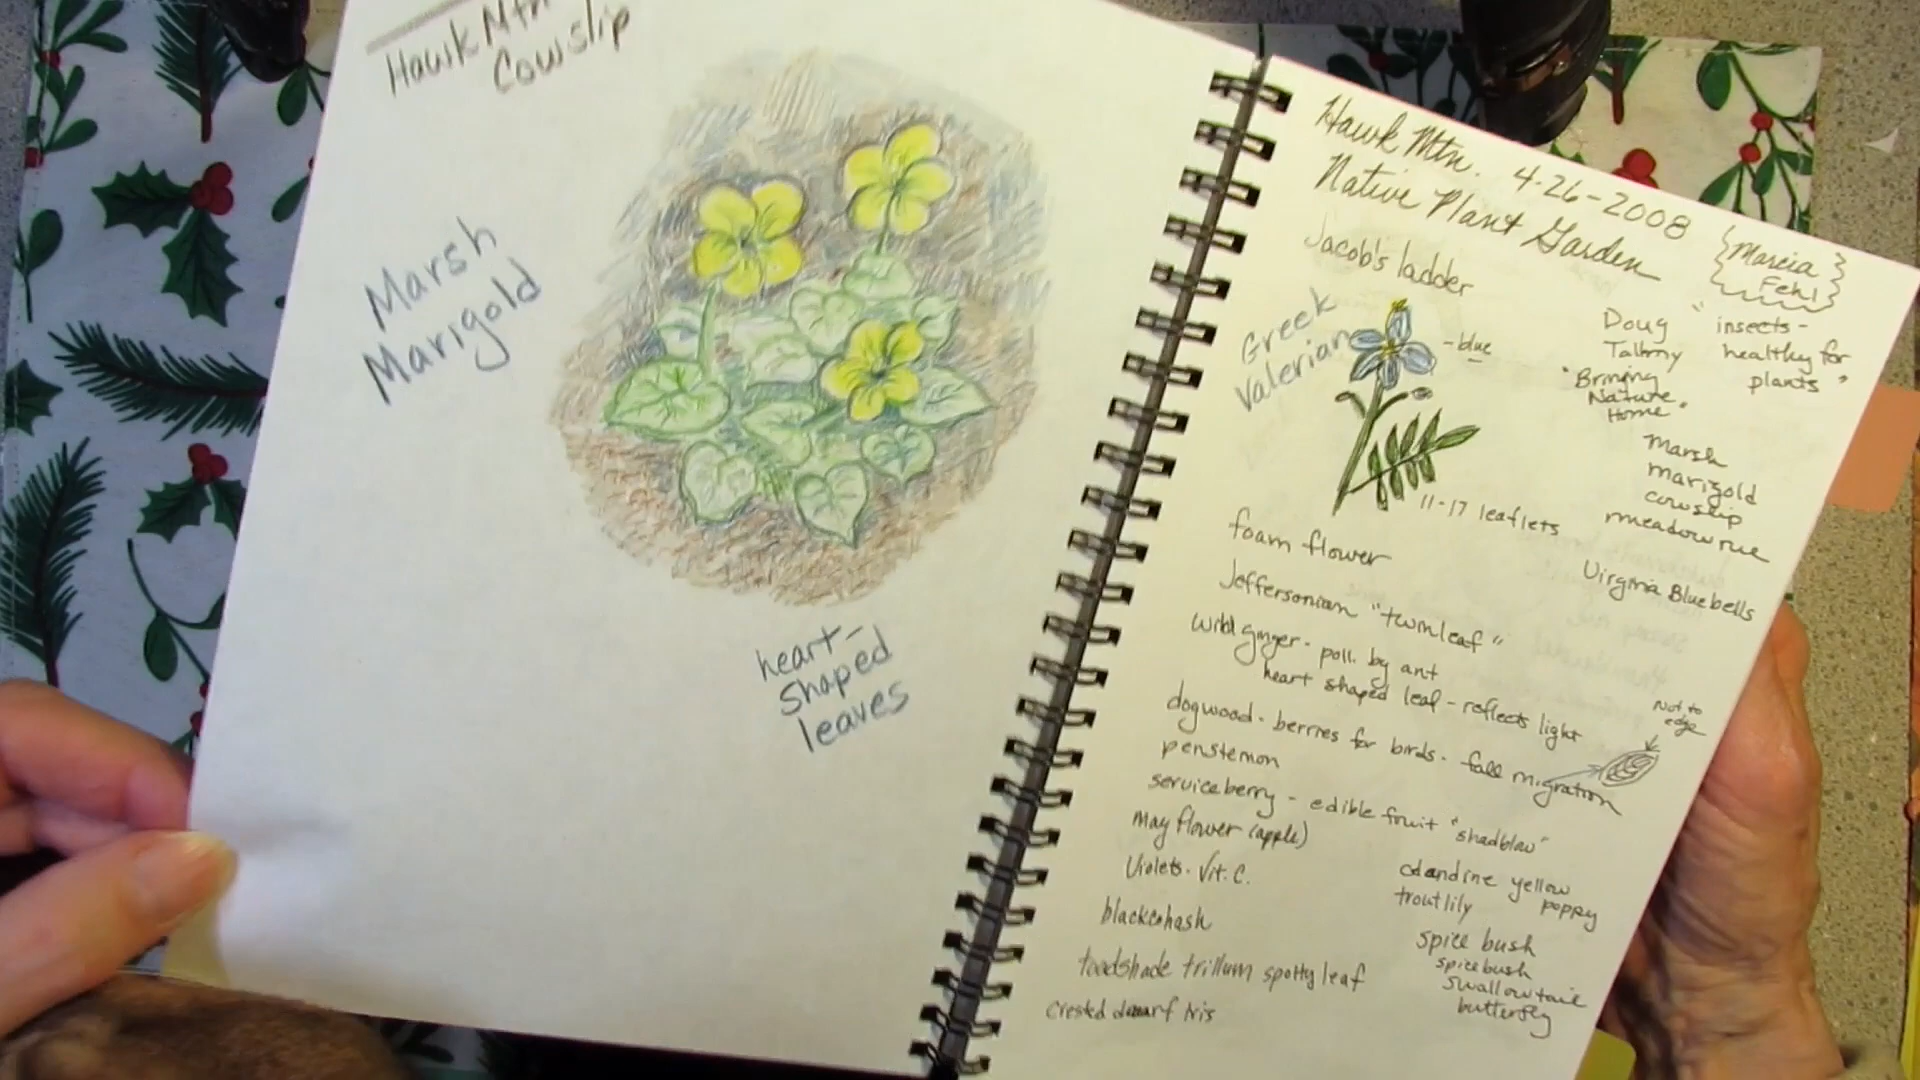 Hawk Mtn
Cowslip
Marsh
Marigold
heart-
shaped
leaves
Hawk Mtn. 4-26-2008
Native Plant Garden
Marcia
Fehl
Jacob's ladder
Greek
Valerian
- blue
11-17 leaflets
Doug
Tallmy
"Bringing
Nature
Home"
"insects -
healthy for
plants"
Marsh
marigold
cowslip
meadow rue
Virginia Bluebells
foam flower
Jeffersonian "twinleaf"
wild ginger - poll. by ant
heart shaped leaf - reflects light
dogwood - berries for birds - fall migration
Not to
edge
penstemon
serviceberry - edible fruit "shadblow"
May flower (apple)
Violets - Vit. C.
black cohash
toadshade trillium spotty leaf
crested dwarf Iris
celandine yellow
poppy
trout lily
spice bush
spicebush
swallowtail
butterfly